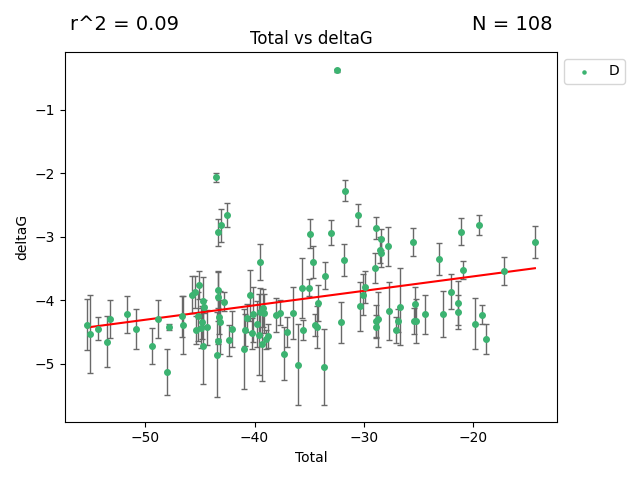 r^2 = 0.09
N = 108
Total vs deltaG
D
deltaG
−1
−2
−3
−4
−5
−50
−40
−30
−20
Total